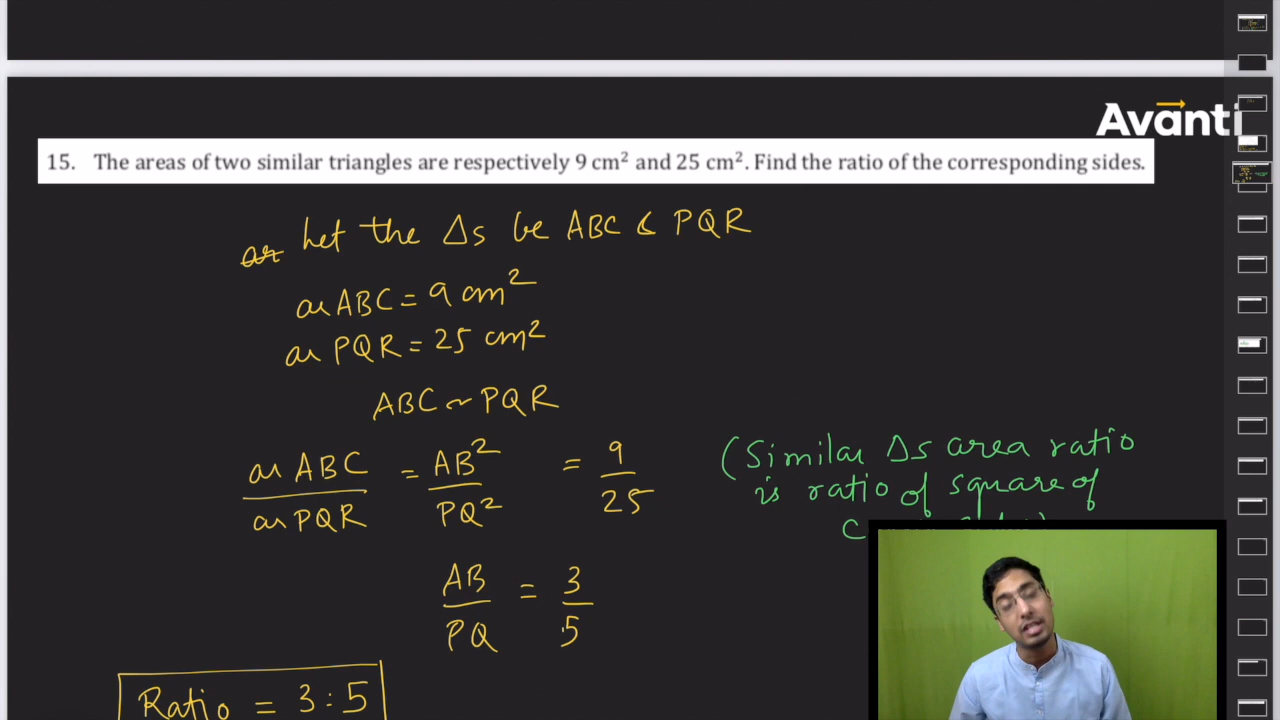 Avanti
15. The areas of two similar triangles are respectively 9 cm² and 25 cm². Find the ratio of the corresponding sides.
Let the Δs be ABC & PQR
ar ABC = 9 cm²
ar PQR = 25 cm²
ABC ~ PQR
ar ABC / ar PQR = AB² / PQ² = 9 / 25
(Similar Δs area ratio
is ratio of square of
AB / PQ = 3 / 5
Ratio = 3 : 5